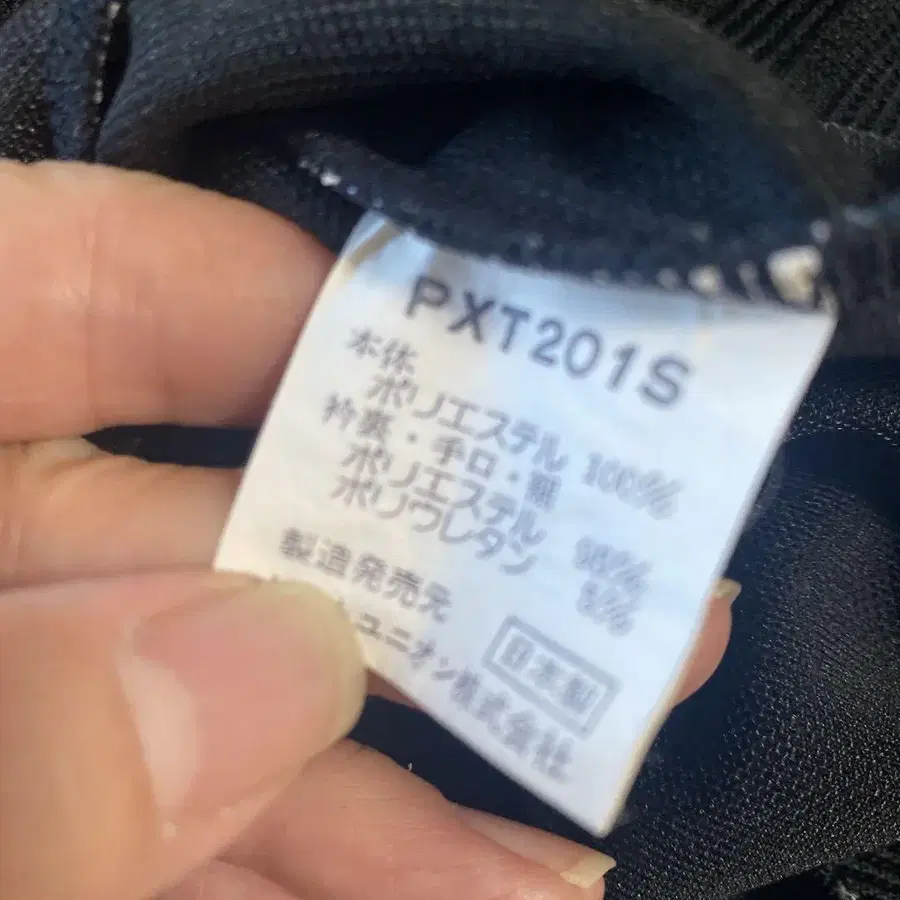 PXT201S
本体
ポリエステル 100%
衿裏・手口・裾
ポリエステル
ポリウレタン 5%
製造発売元
ユニオン株式会社
日本製